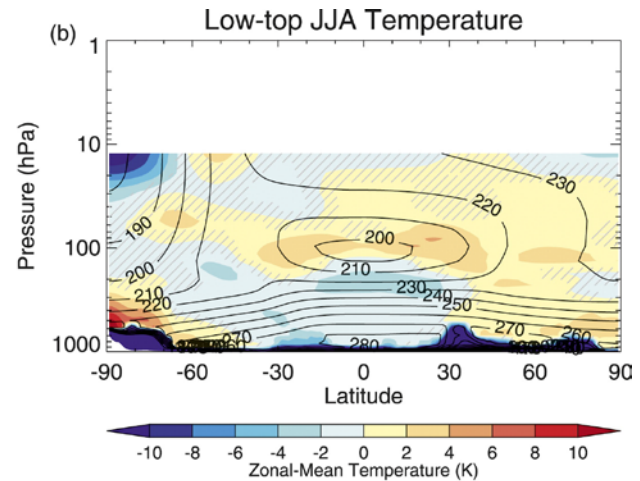 Low-top JJA Temperature
(b)
1
10
100
1000
Pressure (hPa)
190
200
210
220
230
220
200
210
230
240
250
270
280
270
260
-90 -60 -30 0 30 60 90
Latitude
-10 -8 -6 -4 -2 0 2 4 6 8 10
Zonal-Mean Temperature (K)